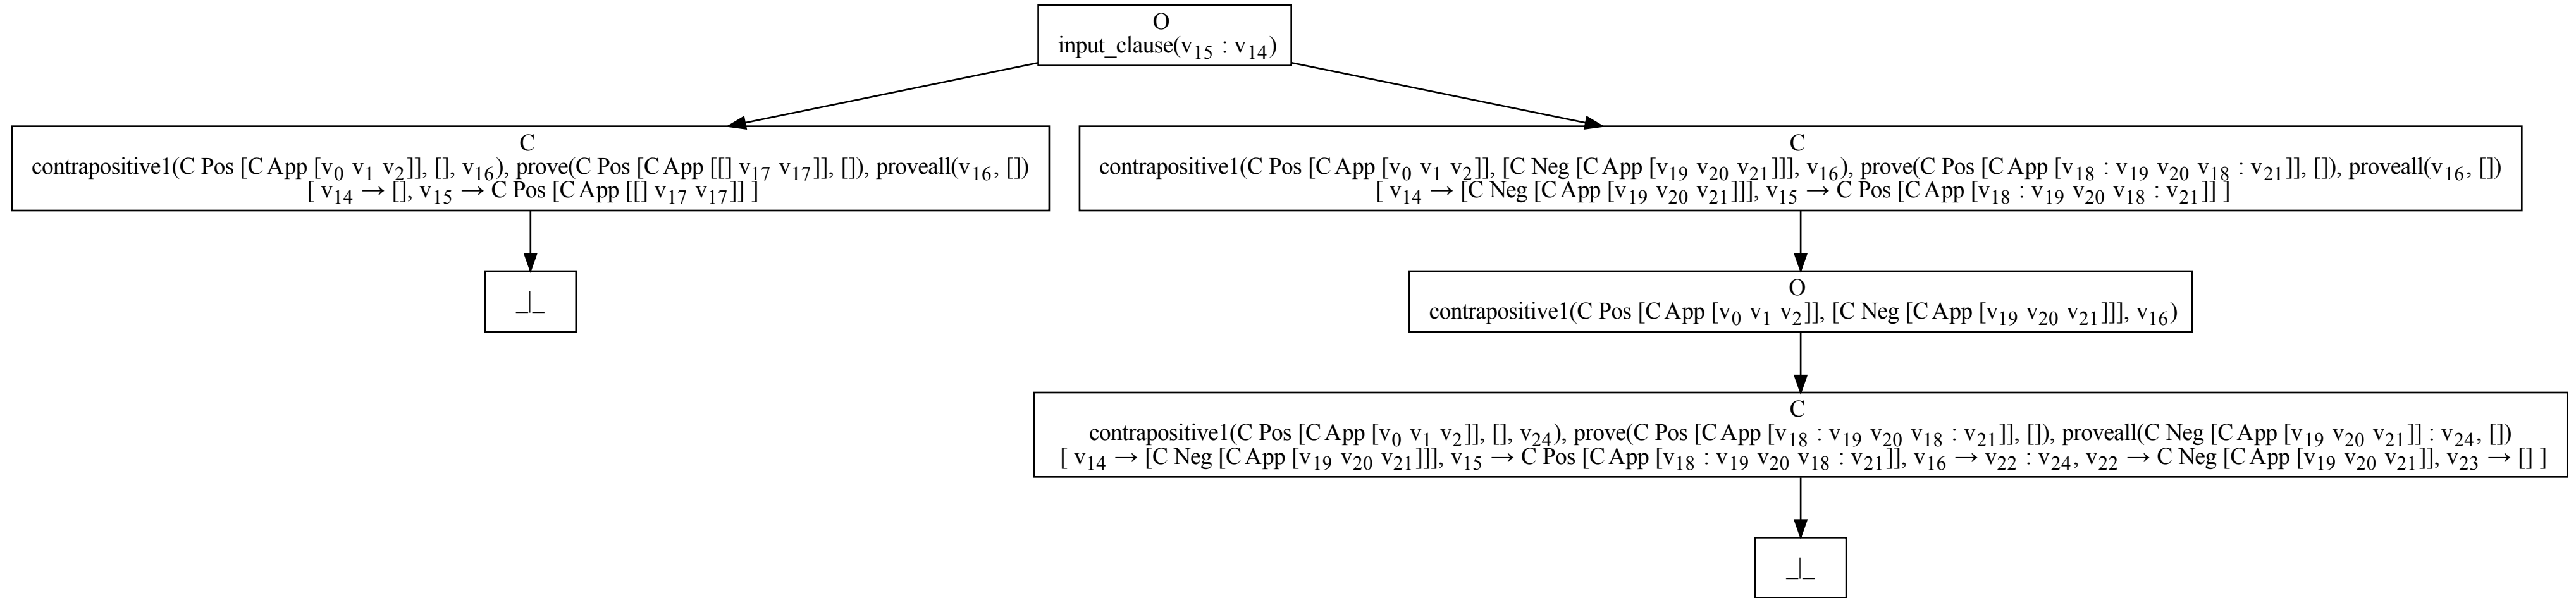 O
input_clause(v15 : v14)
C
contrapositive1(C Pos [C App [v0 v1 v2]], [], v16), prove(C Pos [C App [[] v17 v17]], []), proveall(v16, [])
[ v14 → [], v15 → C Pos [C App [[] v17 v17]] ]
C
contrapositive1(C Pos [C App [v0 v1 v2]], [C Neg [C App [v19 v20 v21]]], v16), prove(C Pos [C App [v18 : v19 v20 v18 : v21]], []), proveall(v16, [])
[ v14 → [C Neg [C App [v19 v20 v21]]], v15 → C Pos [C App [v18 : v19 v20 v18 : v21]] ]
_|_
O
contrapositive1(C Pos [C App [v0 v1 v2]], [C Neg [C App [v19 v20 v21]]], v16)
C
contrapositive1(C Pos [C App [v0 v1 v2]], [], v24), prove(C Pos [C App [v18 : v19 v20 v18 : v21]], []), proveall(C Neg [C App [v19 v20 v21]] : v24, [])
[ v14 → [C Neg [C App [v19 v20 v21]]], v15 → C Pos [C App [v18 : v19 v20 v18 : v21]], v16 → v22 : v24, v22 → C Neg [C App [v19 v20 v21]], v23 → [] ]
_|_